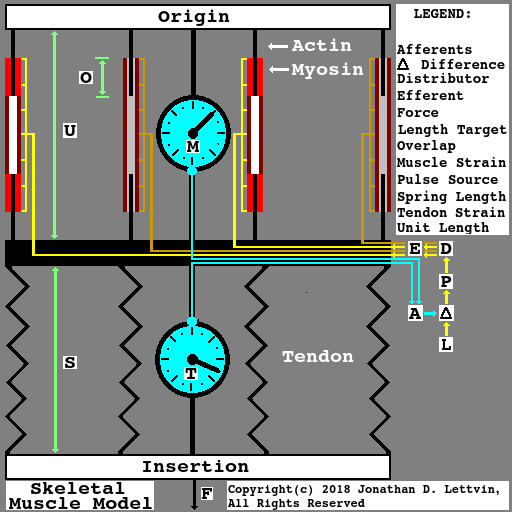 Origin
LEGEND:
Actin
Myosin
Afferents
Δ Difference
Distributor
Efferent
Force
Length Target
Overlap
Muscle Strain
Pulse Source
Spring Length
Tendon Strain
Unit Length
O
U
M
E
D
P
A
Δ
L
S
T
Tendon
Insertion
Skeletal
Muscle Model
F
Copyright(c) 2018 Jonathan D. Lettvin,
All Rights Reserved